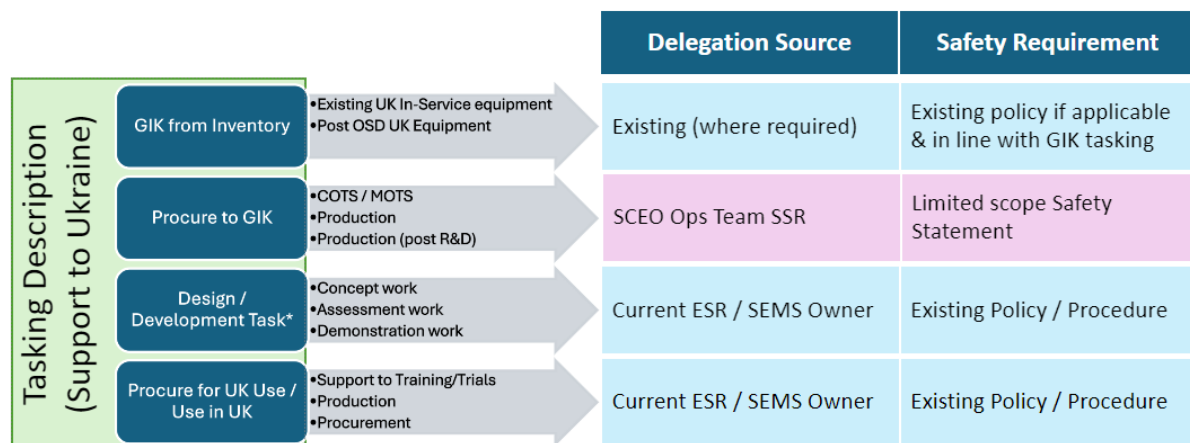 Delegation Source
Safety Requirement
Tasking Description
(Support to Ukraine)
GIK from Inventory
•Existing UK In-Service equipment
•Post OSD UK Equipment
Existing (where required)
Existing policy if applicable
& in line with GIK tasking
Procure to GIK
•COTS / MOTS
•Production
•Production (post R&D)
SCEO Ops Team SSR
Limited scope Safety
Statement
Design /
Development Task*
•Concept work
•Assessment work
•Demonstration work
Current ESR / SEMS Owner
Existing Policy / Procedure
Procure for UK Use /
Use in UK
•Support to Training/Trials
•Production
•Procurement
Current ESR / SEMS Owner
Existing Policy / Procedure